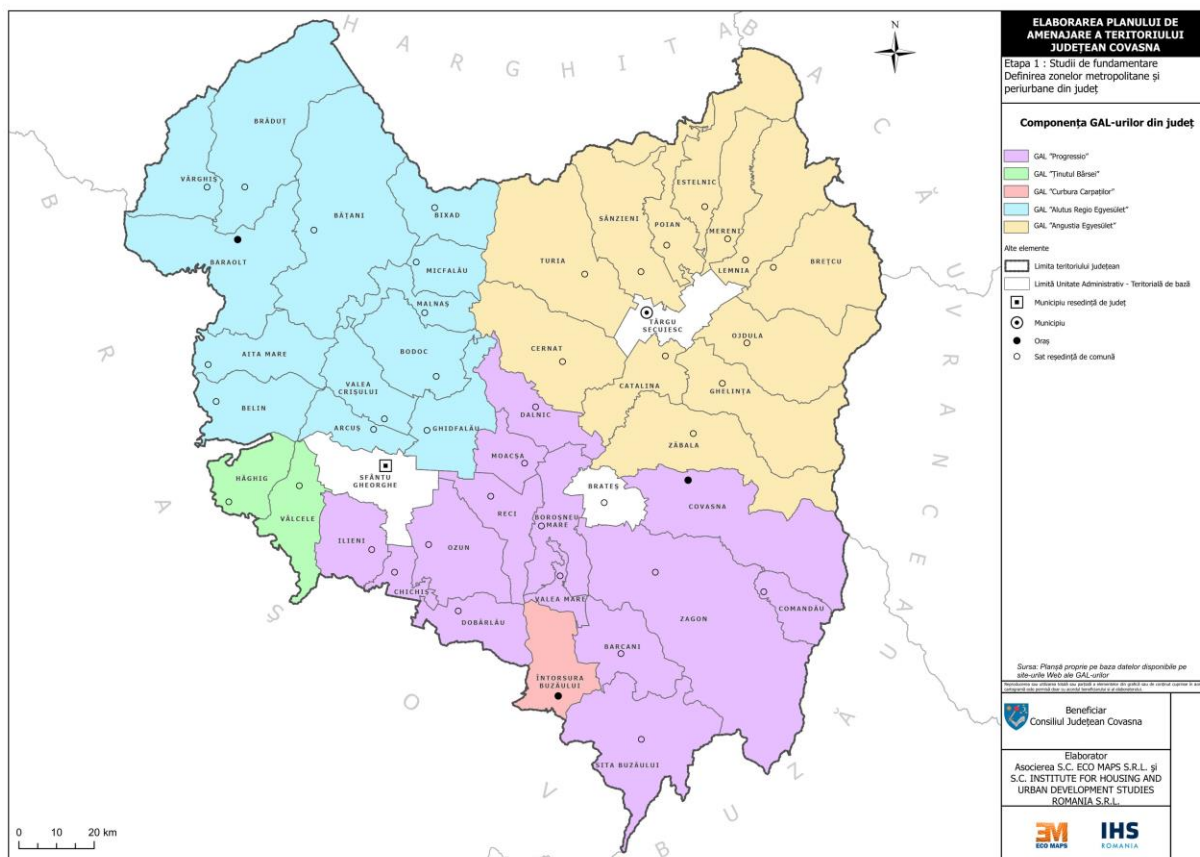 HARGHITA
BACĂU
VRANCEA
BUZĂU
BRAȘOV
N
BRĂDUȚ
VÂRGHIȘ
BĂȚANI
BIXAD
BARAOLT
MICFALĂU
MALNAȘ
AITA MARE
BODOC
VALEA
CRIȘULUI
BELIN
ARCUȘ
GHIDFALĂU
ESTELNIC
SÂNZIENI
POIAN
MERENI
LEMNIA
BREȚCU
TURIA
TÂRGU
SECUIESC
OJDULA
CERNAT
CATALINA
GHELINȚA
DALNIC
ZĂBALA
MOACȘA
HĂGHIG
SFÂNTU
GHEORGHE
BRATEȘ
COVASNA
VÂLCELE
RECI
BOROȘNEU
MARE
ILIENI
OZUN
CHICHIȘ
VALEA MARE
COMANDĂU
ZAGON
DOBÂRLĂU
BARCANI
ÎNTORSURA
BUZĂULUI
SITA BUZĂULUI
0 10 20 km
ELABORAREA PLANULUI DE
AMENAJARE A TERITORIULUI
JUDEȚEAN COVASNA
Etapa 1 : Studii de fundamentare
Definirea zonelor metropolitane și
periurbane din județ
Componența GAL-urilor din județ
GAL "Progressio"
GAL "Ținutul Bârsei"
GAL "Curbura Carpaților"
GAL "Alutus Regio Egyesület"
GAL "Angustia Egyesület"
Alte elemente
Limita teritoriului județean
Limită Unitate Administrativ - Teritorială de bază
Municipiu resedință de județ
Municipiu
Oraș
Sat reședință de comună
Sursa: Planșă proprie pe baza datelor disponibile pe
site-urile Web ale GAL-urilor
Beneficiar
Consiliul Județean Covasna
Elaborator
Asocierea S.C. ECO MAPS S.R.L. și
S.C. INSTITUTE FOR HOUSING AND
URBAN DEVELOPMENT STUDIES
ROMANIA S.R.L.
EM
ECO MAPS
IHS
ROMANIA